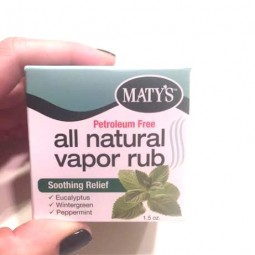 MATY'S
Petroleum Free
all natural
vapor rub
Soothing Relief
✓ Eucalyptus
✓ Wintergreen
✓ Peppermint
1.5 oz.